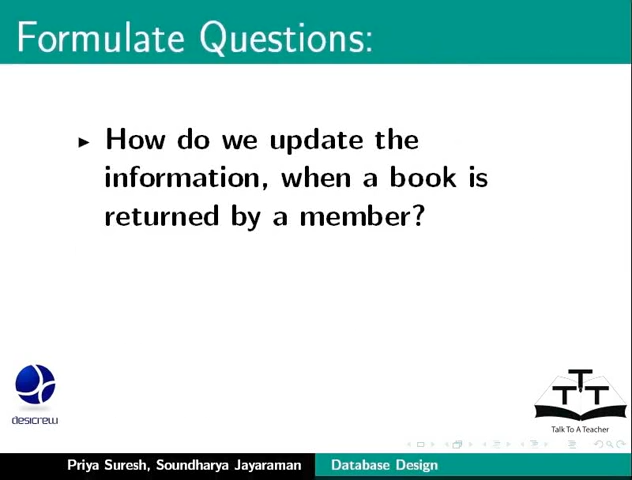 Formulate Questions:
How do we update the
information, when a book is
returned by a member?
desicrew
TTT
Talk To A Teacher
Priya Suresh, Soundharya Jayaraman
Database Design